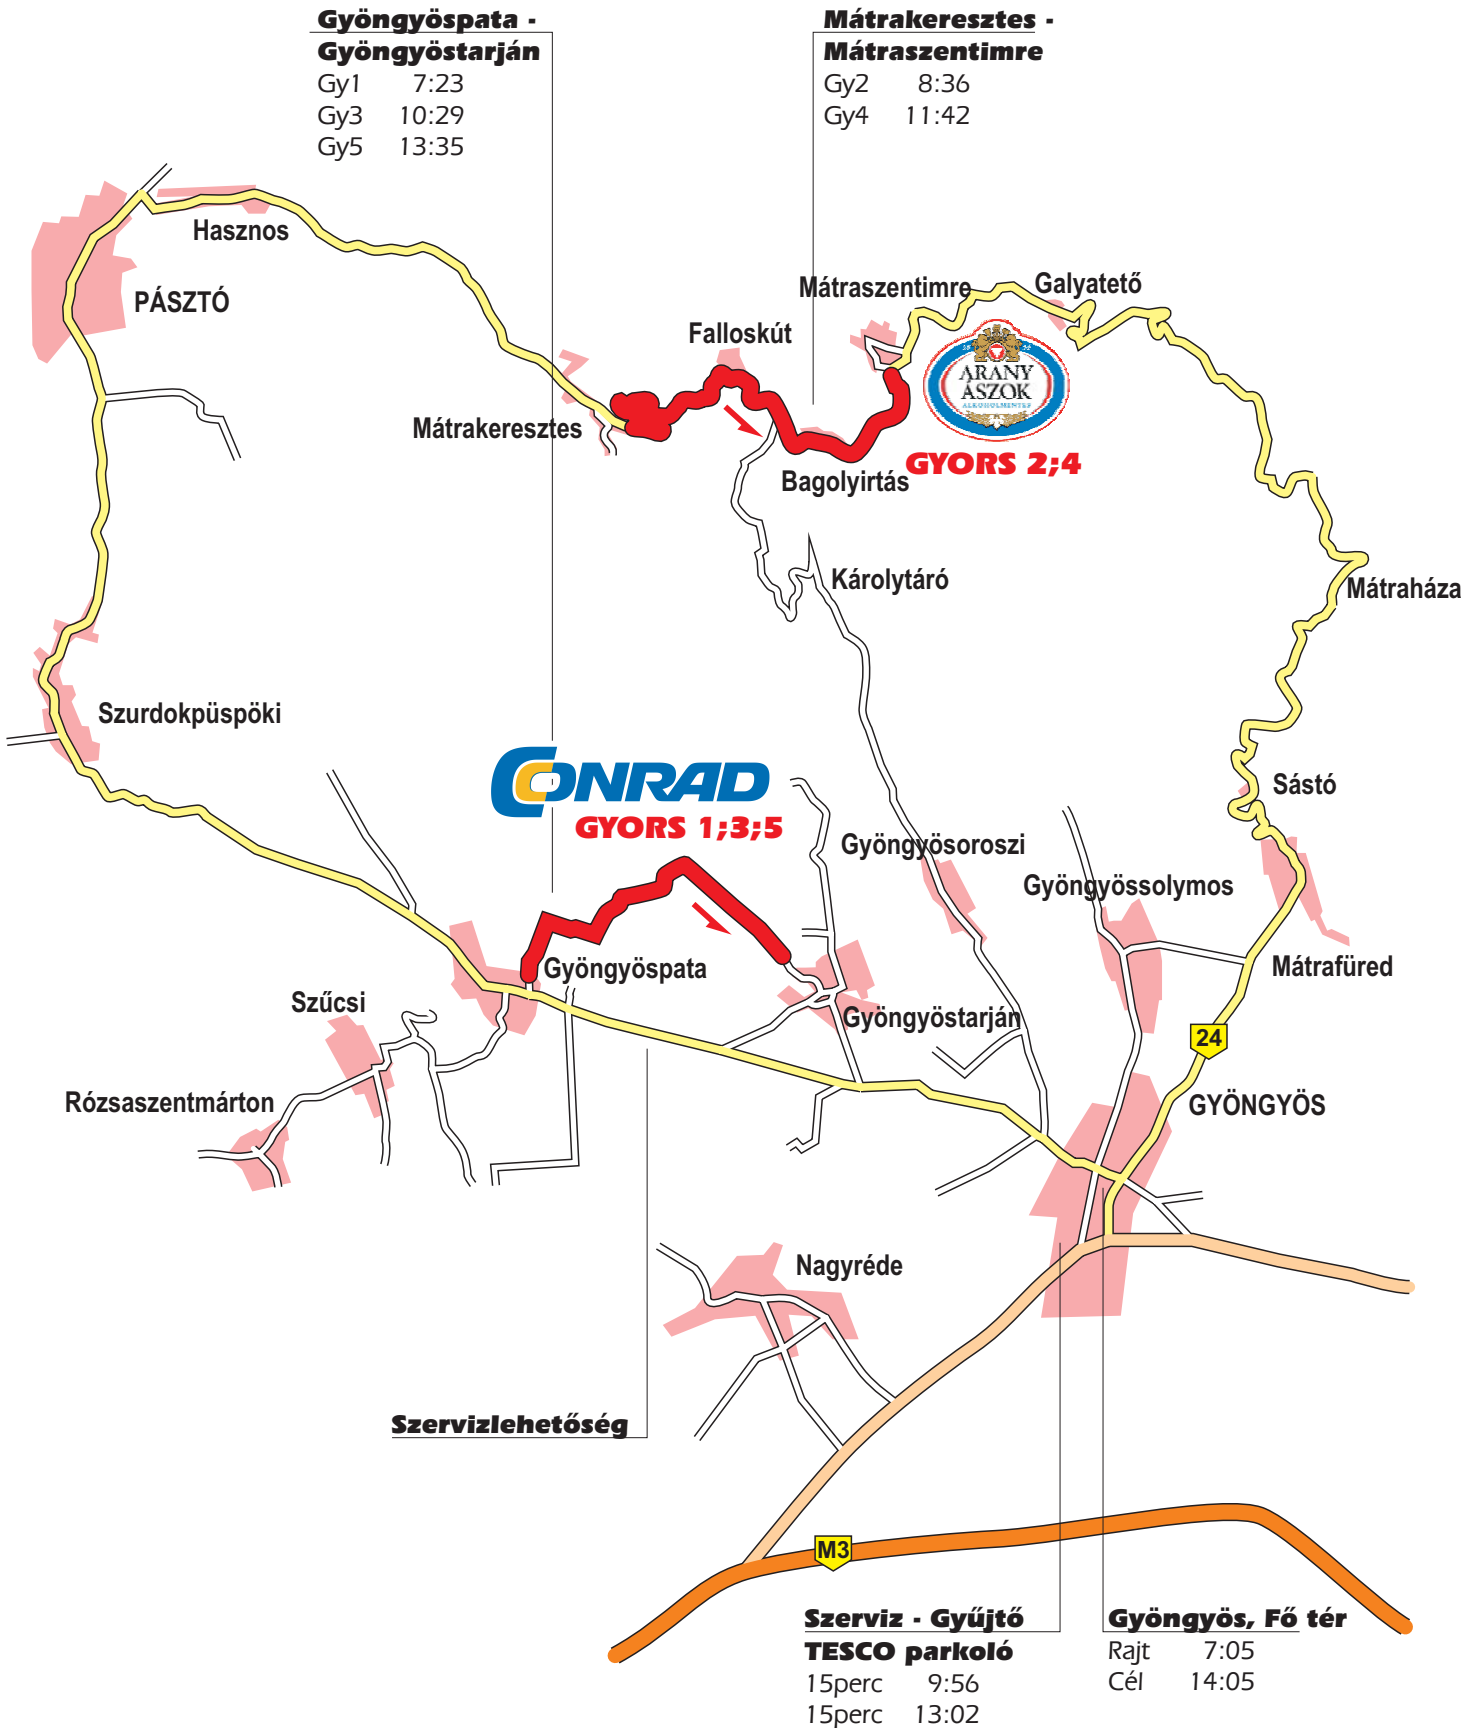 Gyöngyöspata -
Gyöngyöstarján
Gy1 7:23
Gy3 10:29
Gy5 13:35
Mátrakeresztes -
Mátraszentimre
Gy2 8:36
Gy4 11:42
Hasznos
PÁSZTÓ
Mátraszentimre
Galyatető
Falloskút
ARANY
ÁSZOK
ALKOHOLMENTES
Mátrakeresztes
GYORS 2;4
Bagolyirtás
Károlytáró
Mátraháza
Szurdokpüspöki
CONRAD
GYORS 1;3;5
Sástó
Gyöngyösoroszi
Gyöngyössolymos
Gyöngyöspata
Mátrafüred
Szűcsi
Gyöngyöstarján
24
Rózsaszentmárton
GYÖNGYÖS
Nagyréde
Szervizlehetőség
M3
Szerviz - Gyűjtő
TESCO parkoló
15perc 9:56
15perc 13:02
Gyöngyös, Fő tér
Rajt 7:05
Cél 14:05